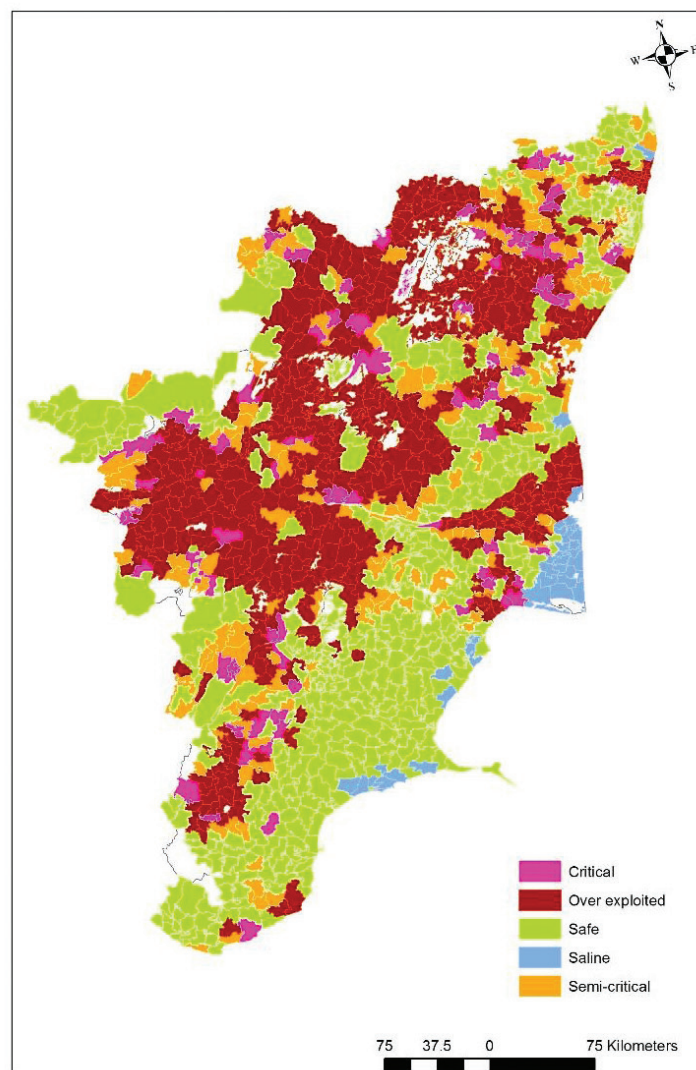 N
W E
S
Critical
Over exploited
Safe
Saline
Semi-critical
75 37.5 0 75 Kilometers